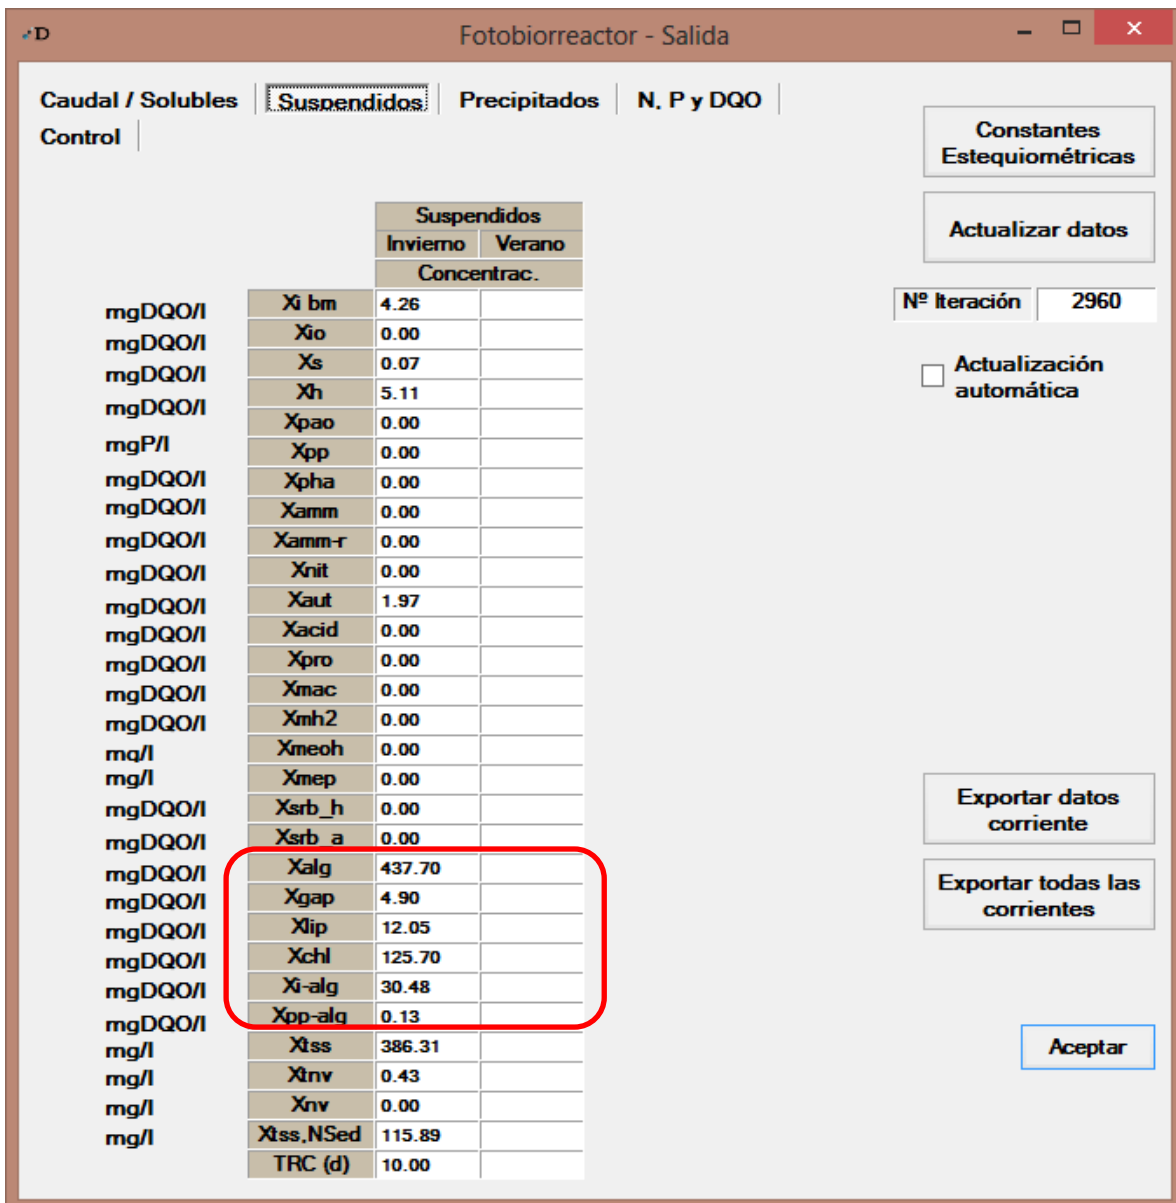 D
Fotobiorreactor - Salida
Caudal / Solubles Suspendidos Precipitados N, P y DQO
Control
Constantes
Estequiométricas
Actualizar datos
Nº Iteración 2960
Actualización
automática
Suspendidos
Invierno Verano
Concentrac.
mgDQO/l Xi bm 4.26
mgDQO/l Xio 0.00
mgDQO/l Xs 0.07
mgDQO/l Xh 5.11
mgP/l Xpao 0.00
Xpp 0.00
mgDQO/l Xpha 0.00
mgDQO/l Xamm 0.00
mgDQO/l Xamm-r 0.00
mgDQO/l Xnit 0.00
mgDQO/l Xaut 1.97
mgDQO/l Xacid 0.00
mgDQO/l Xpro 0.00
mgDQO/l Xmac 0.00
mgDQO/l Xmh2 0.00
mg/l Xmeoh 0.00
mg/l Xmep 0.00
mgDQO/l Xsrb_h 0.00
mgDQO/l Xsrb_a 0.00
mgDQO/l Xalg 437.70
mgDQO/l Xgap 4.90
mgDQO/l Xlip 12.05
mgDQO/l Xchl 125.70
mgDQO/l Xi-alg 30.48
mgDQO/l Xpp-alg 0.13
mg/l Xtss 386.31
mg/l Xtnv 0.43
mg/l Xnv 0.00
mg/l Xtss,NSed 115.89
TRC (d) 10.00
Exportar datos
corriente
Exportar todas las
corrientes
Aceptar